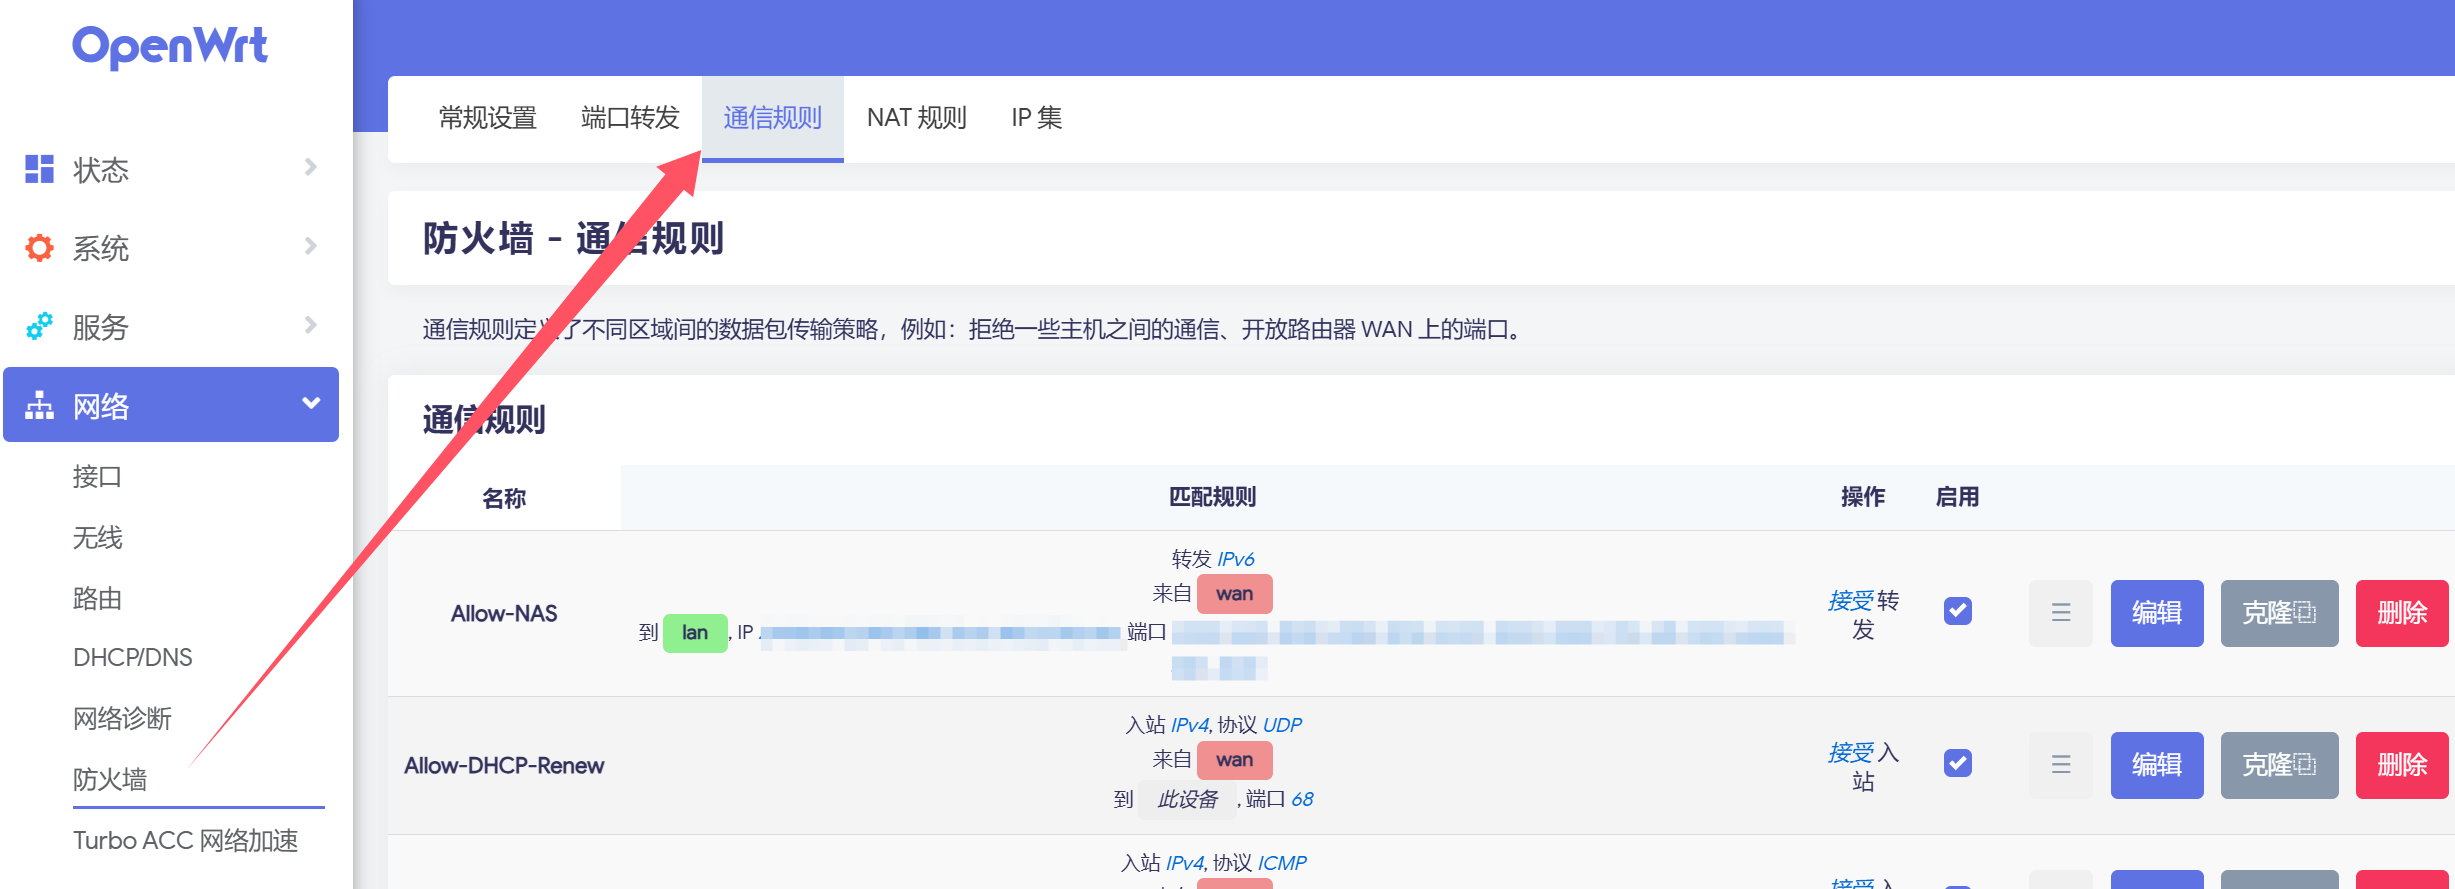 OpenWrt
状态
系统
服务
网络
接口
无线
路由
DHCP/DNS
网络诊断
防火墙
Turbo ACC 网络加速
常规设置 端口转发 通信规则 NAT 规则 IP 集
防火墙 - 通信规则
通信规则定义了不同区域间的数据包传输策略，例如：拒绝一些主机之间的通信、开放路由器 WAN 上的端口。
通信规则
名称 匹配规则 操作 启用
Allow-NAS
转发 IPv6
来自 wan
到 lan , IP 端口
接受 转
发
编辑 克隆 删除
Allow-DHCP-Renew
入站 IPv4, 协议 UDP
来自 wan
到 此设备 , 端口 68
接受 入
站
编辑 克隆 删除
入站 IPv4, 协议 ICMP